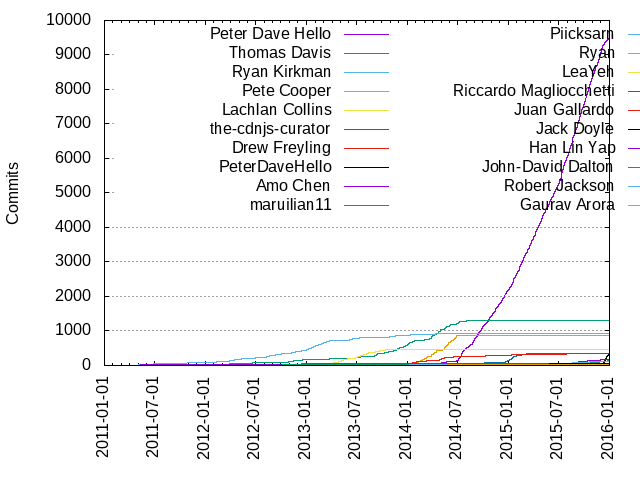 10000
9000
8000
7000
6000
5000
4000
3000
2000
1000
0
Commits
Peter Dave Hello
Thomas Davis
Ryan Kirkman
Pete Cooper
Lachlan Collins
the-cdnjs-curator
Drew Freyling
PeterDaveHello
Amo Chen
maruilian11
Piicksarn
Ryan
LeaYeh
Riccardo Magliocchetti
Juan Gallardo
Jack Doyle
Han Lin Yap
John-David Dalton
Robert Jackson
Gaurav Arora
2011-01-01
2011-07-01
2012-01-01
2012-07-01
2013-01-01
2013-07-01
2014-01-01
2014-07-01
2015-01-01
2015-07-01
2016-01-01